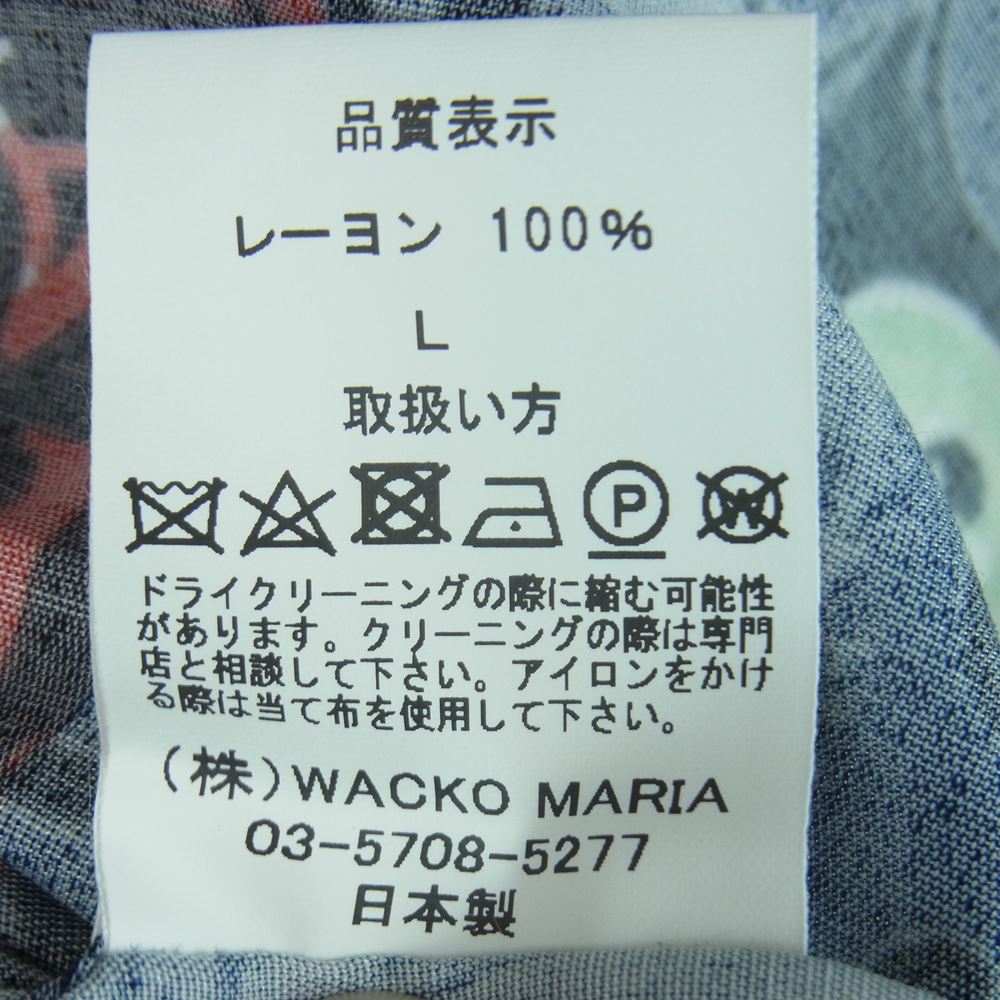 品質表示
レーヨン 100%
L
取扱い方
P W
ドライクリーニングの際に縮む可能性
があります。クリーニングの際は専門
店と相談して下さい。アイロンをかけ
る際は当て布を使用して下さい。
(株)WACKO MARIA
03-5708-5277
日本製